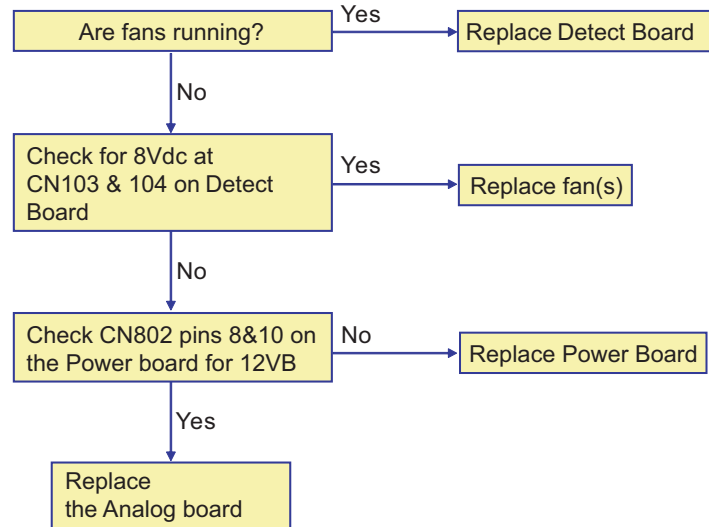 Are fans running?
Yes
Replace Detect Board
No
Check for 8Vdc at
CN103 & 104 on Detect
Board
Yes
Replace fan(s)
No
Check CN802 pins 8&10 on
the Power board for 12VB
No
Replace Power Board
Yes
Replace
the Analog board